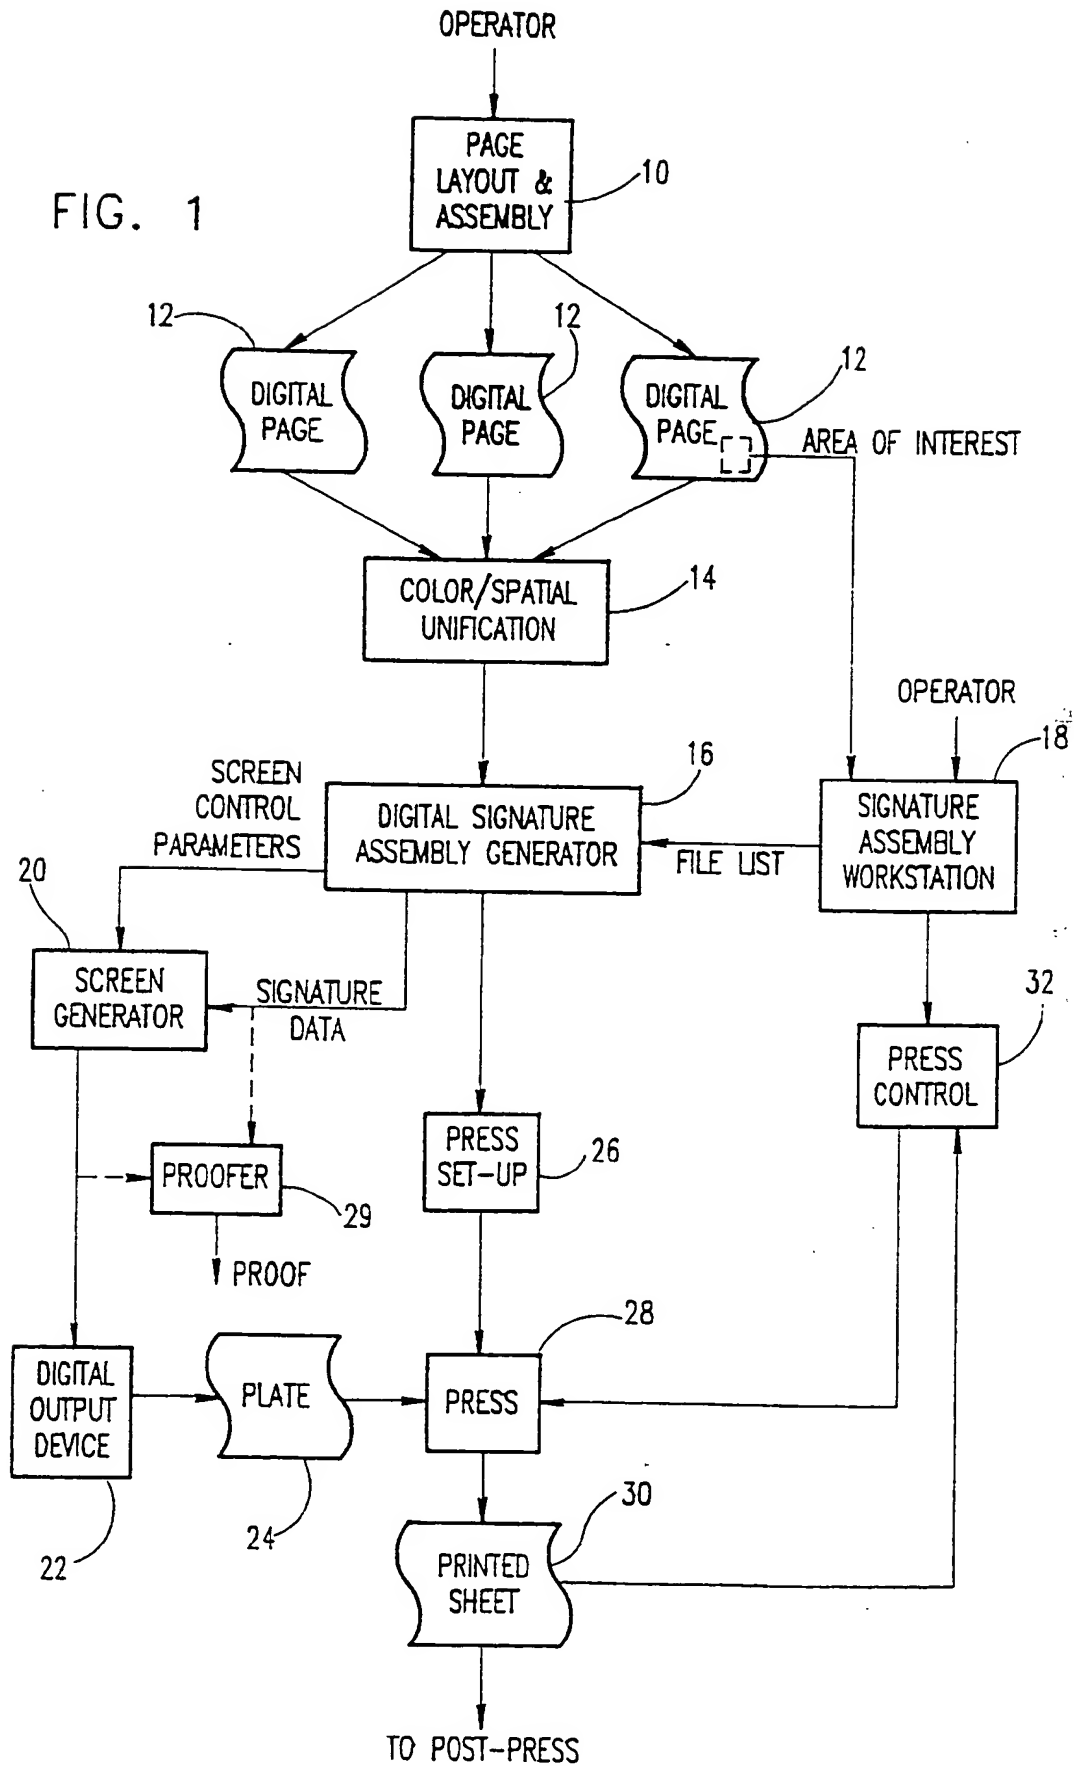 OPERATOR
PAGE
LAYOUT &
ASSEMBLY
10
FIG. 1
12
12
12
DIGITAL
PAGE
DIGITAL
PAGE
DIGITAL
PAGE
AREA OF INTEREST
COLOR/SPATIAL
UNIFICATION
14
OPERATOR
18
16
SCREEN
CONTROL
PARAMETERS
DIGITAL SIGNATURE
ASSEMBLY GENERATOR
FILE LIST
SIGNATURE
ASSEMBLY
WORKSTATION
20
SCREEN
GENERATOR
SIGNATURE
DATA
32
PRESS
CONTROL
PRESS
SET-UP
26
PROOFER
29
PROOF
28
DIGITAL
OUTPUT
DEVICE
PLATE
PRESS
22
24
30
PRINTED
SHEET
TO POST-PRESS